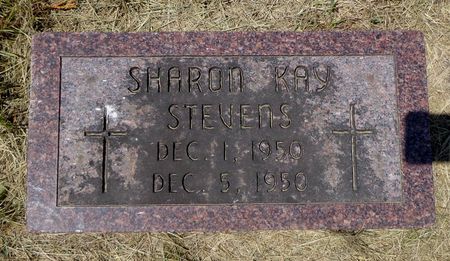 SHARON KAY
STEVENS
DEC. 1, 1950
DEC. 5, 1950